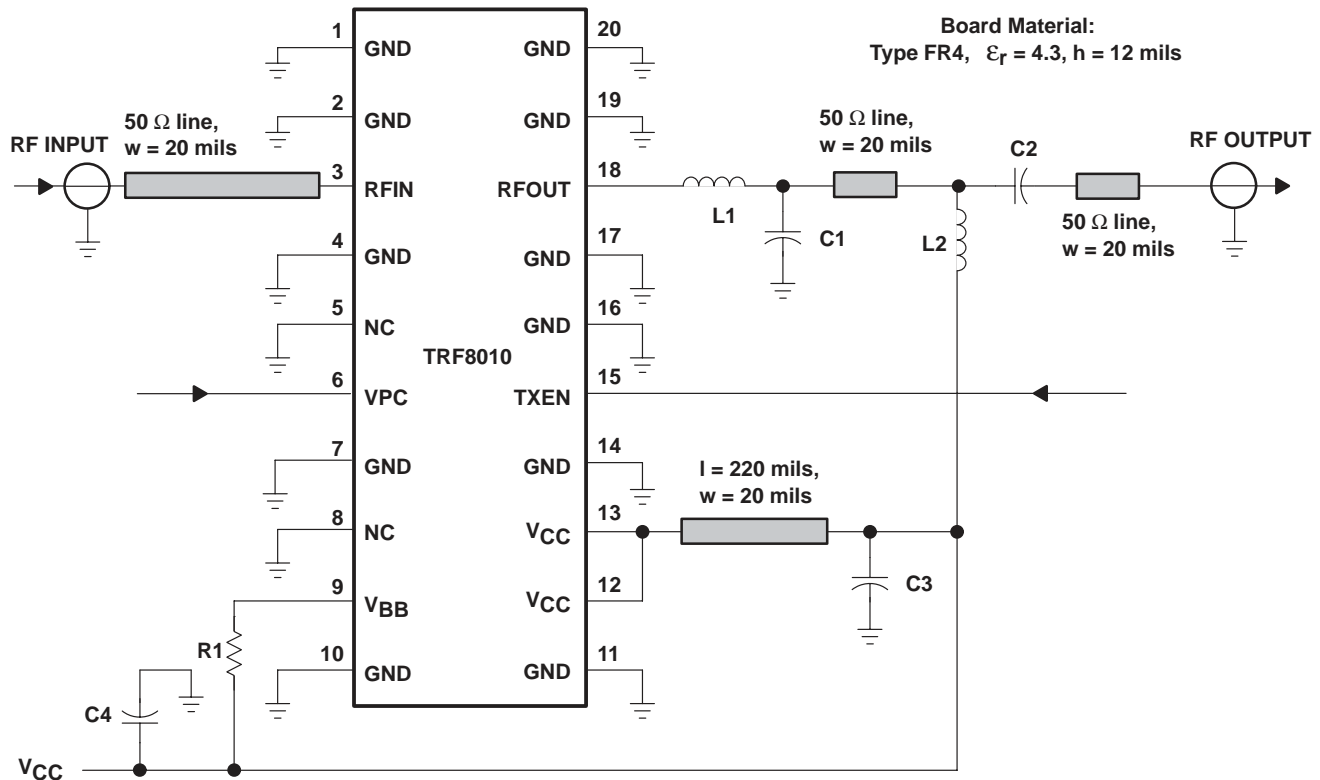 Board Material:
Type FR4, Ɛr = 4.3, h = 12 mils
1
GND
2
GND
50 Ω line,
w = 20 mils
RF INPUT
3
RFIN
4
GND
5
NC
6
VPC
7
GND
8
NC
9
VBB
10
GND
R1
C4
VCC
TRF8010
20
GND
19
GND
18
RFOUT
17
GND
16
GND
15
TXEN
14
GND
13
VCC
12
VCC
11
GND
L1
C1
50 Ω line,
w = 20 mils
L2
C2
50 Ω line,
w = 20 mils
RF OUTPUT
l = 220 mils,
w = 20 mils
C3